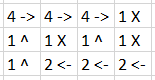 4 -> 4 -> 4 -> 1 X
1 ^ 1 X 1 ^ 1 X
1 ^ 2 <- 2 <- 2 <-